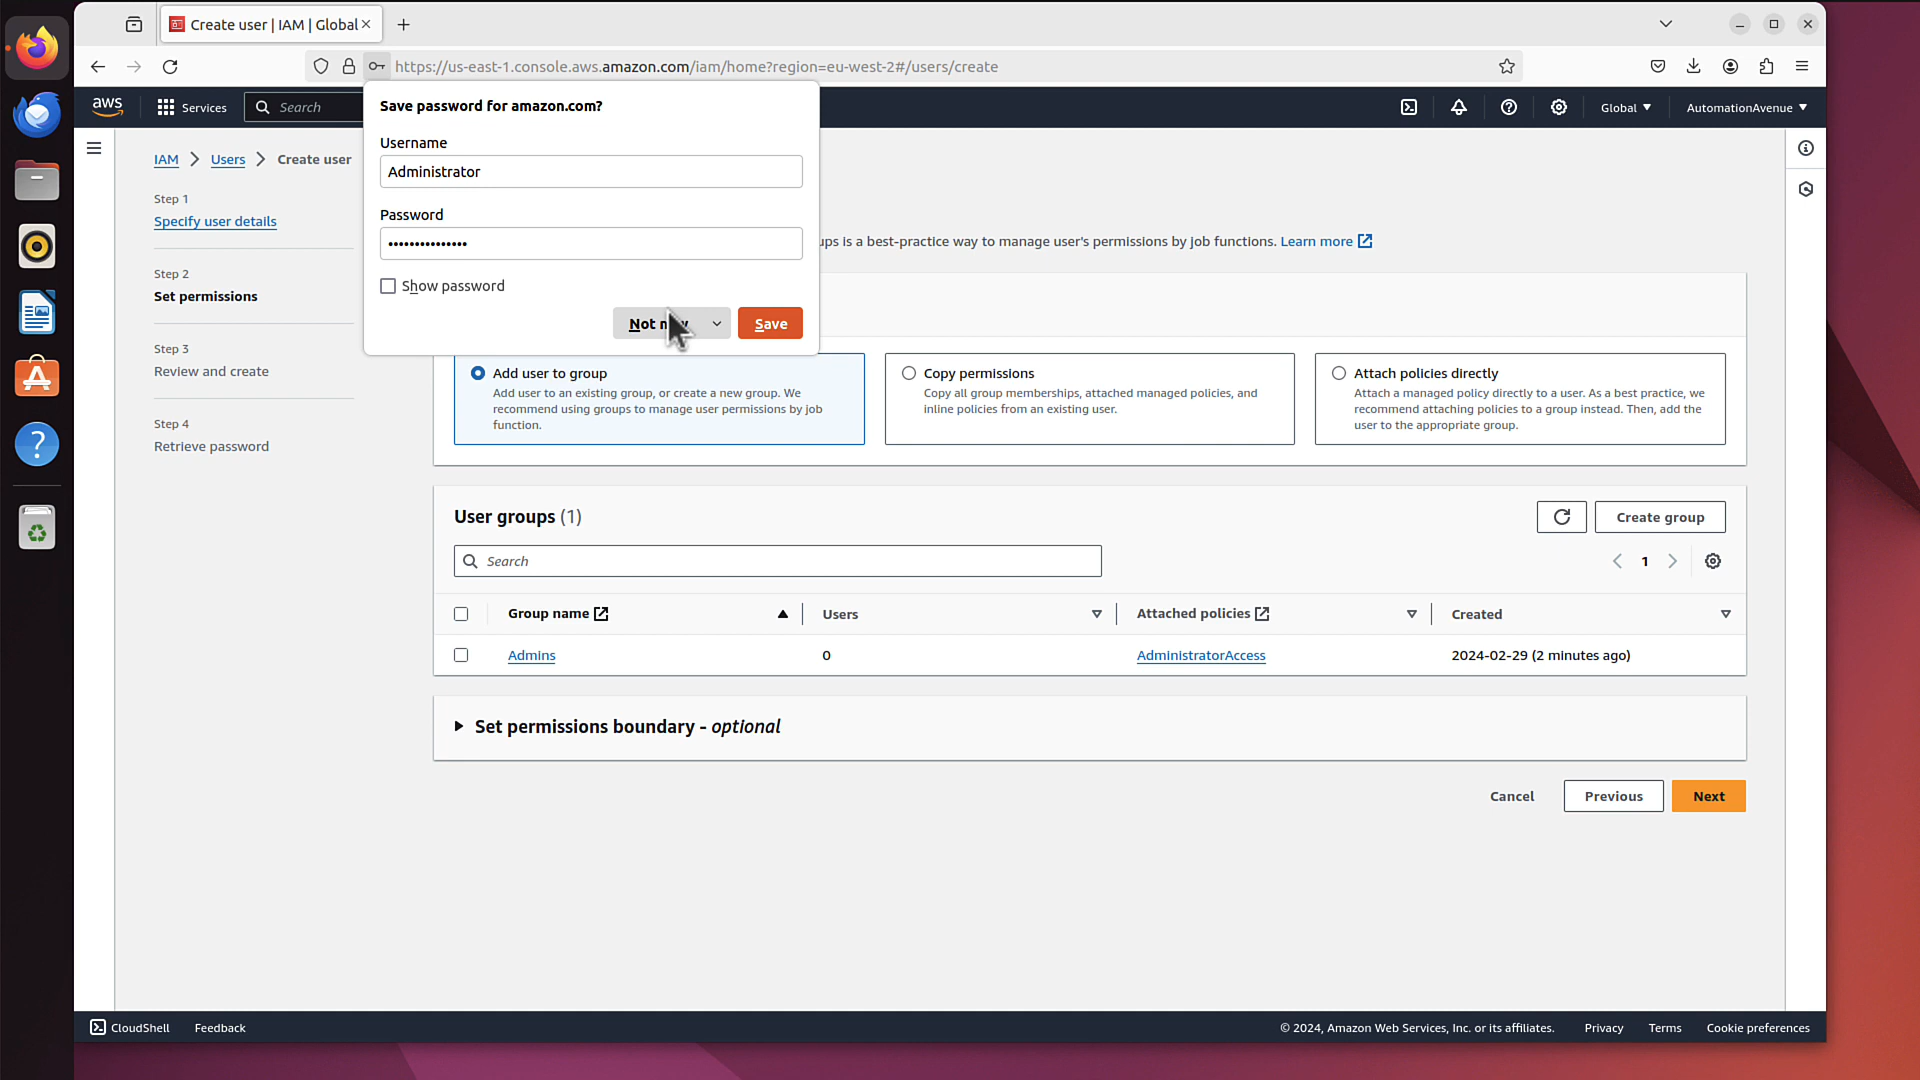 Create user | IAM | Global
https://us-east-1.console.aws.amazon.com/iam/home?region=eu-west-2#/users/create
aws
Services
Search
Global
AutomationAvenue
Save password for amazon.com?
Username
Administrator
Password
•••••••••••••••
Show password
Not
Save
IAM
Users
Create user
Step 1
Specify user details
Step 2
Set permissions
Step 3
Review and create
Step 4
Retrieve password
ups is a best-practice way to manage user's permissions by job functions. Learn more
Add user to group
Add user to an existing group, or create a new group. We
recommend using groups to manage user permissions by job
function.
Copy permissions
Copy all group memberships, attached managed policies, and
inline policies from an existing user.
Attach policies directly
Attach a managed policy directly to a user. As a best practice, we
recommend attaching policies to a group instead. Then, add the
user to the appropriate group.
User groups (1)
Create group
Search
1
Group name
Users
Attached policies
Created
Admins
0
AdministratorAccess
2024-02-29 (2 minutes ago)
Set permissions boundary - optional
Cancel
Previous
Next
CloudShell
Feedback
© 2024, Amazon Web Services, Inc. or its affiliates.
Privacy
Terms
Cookie preferences